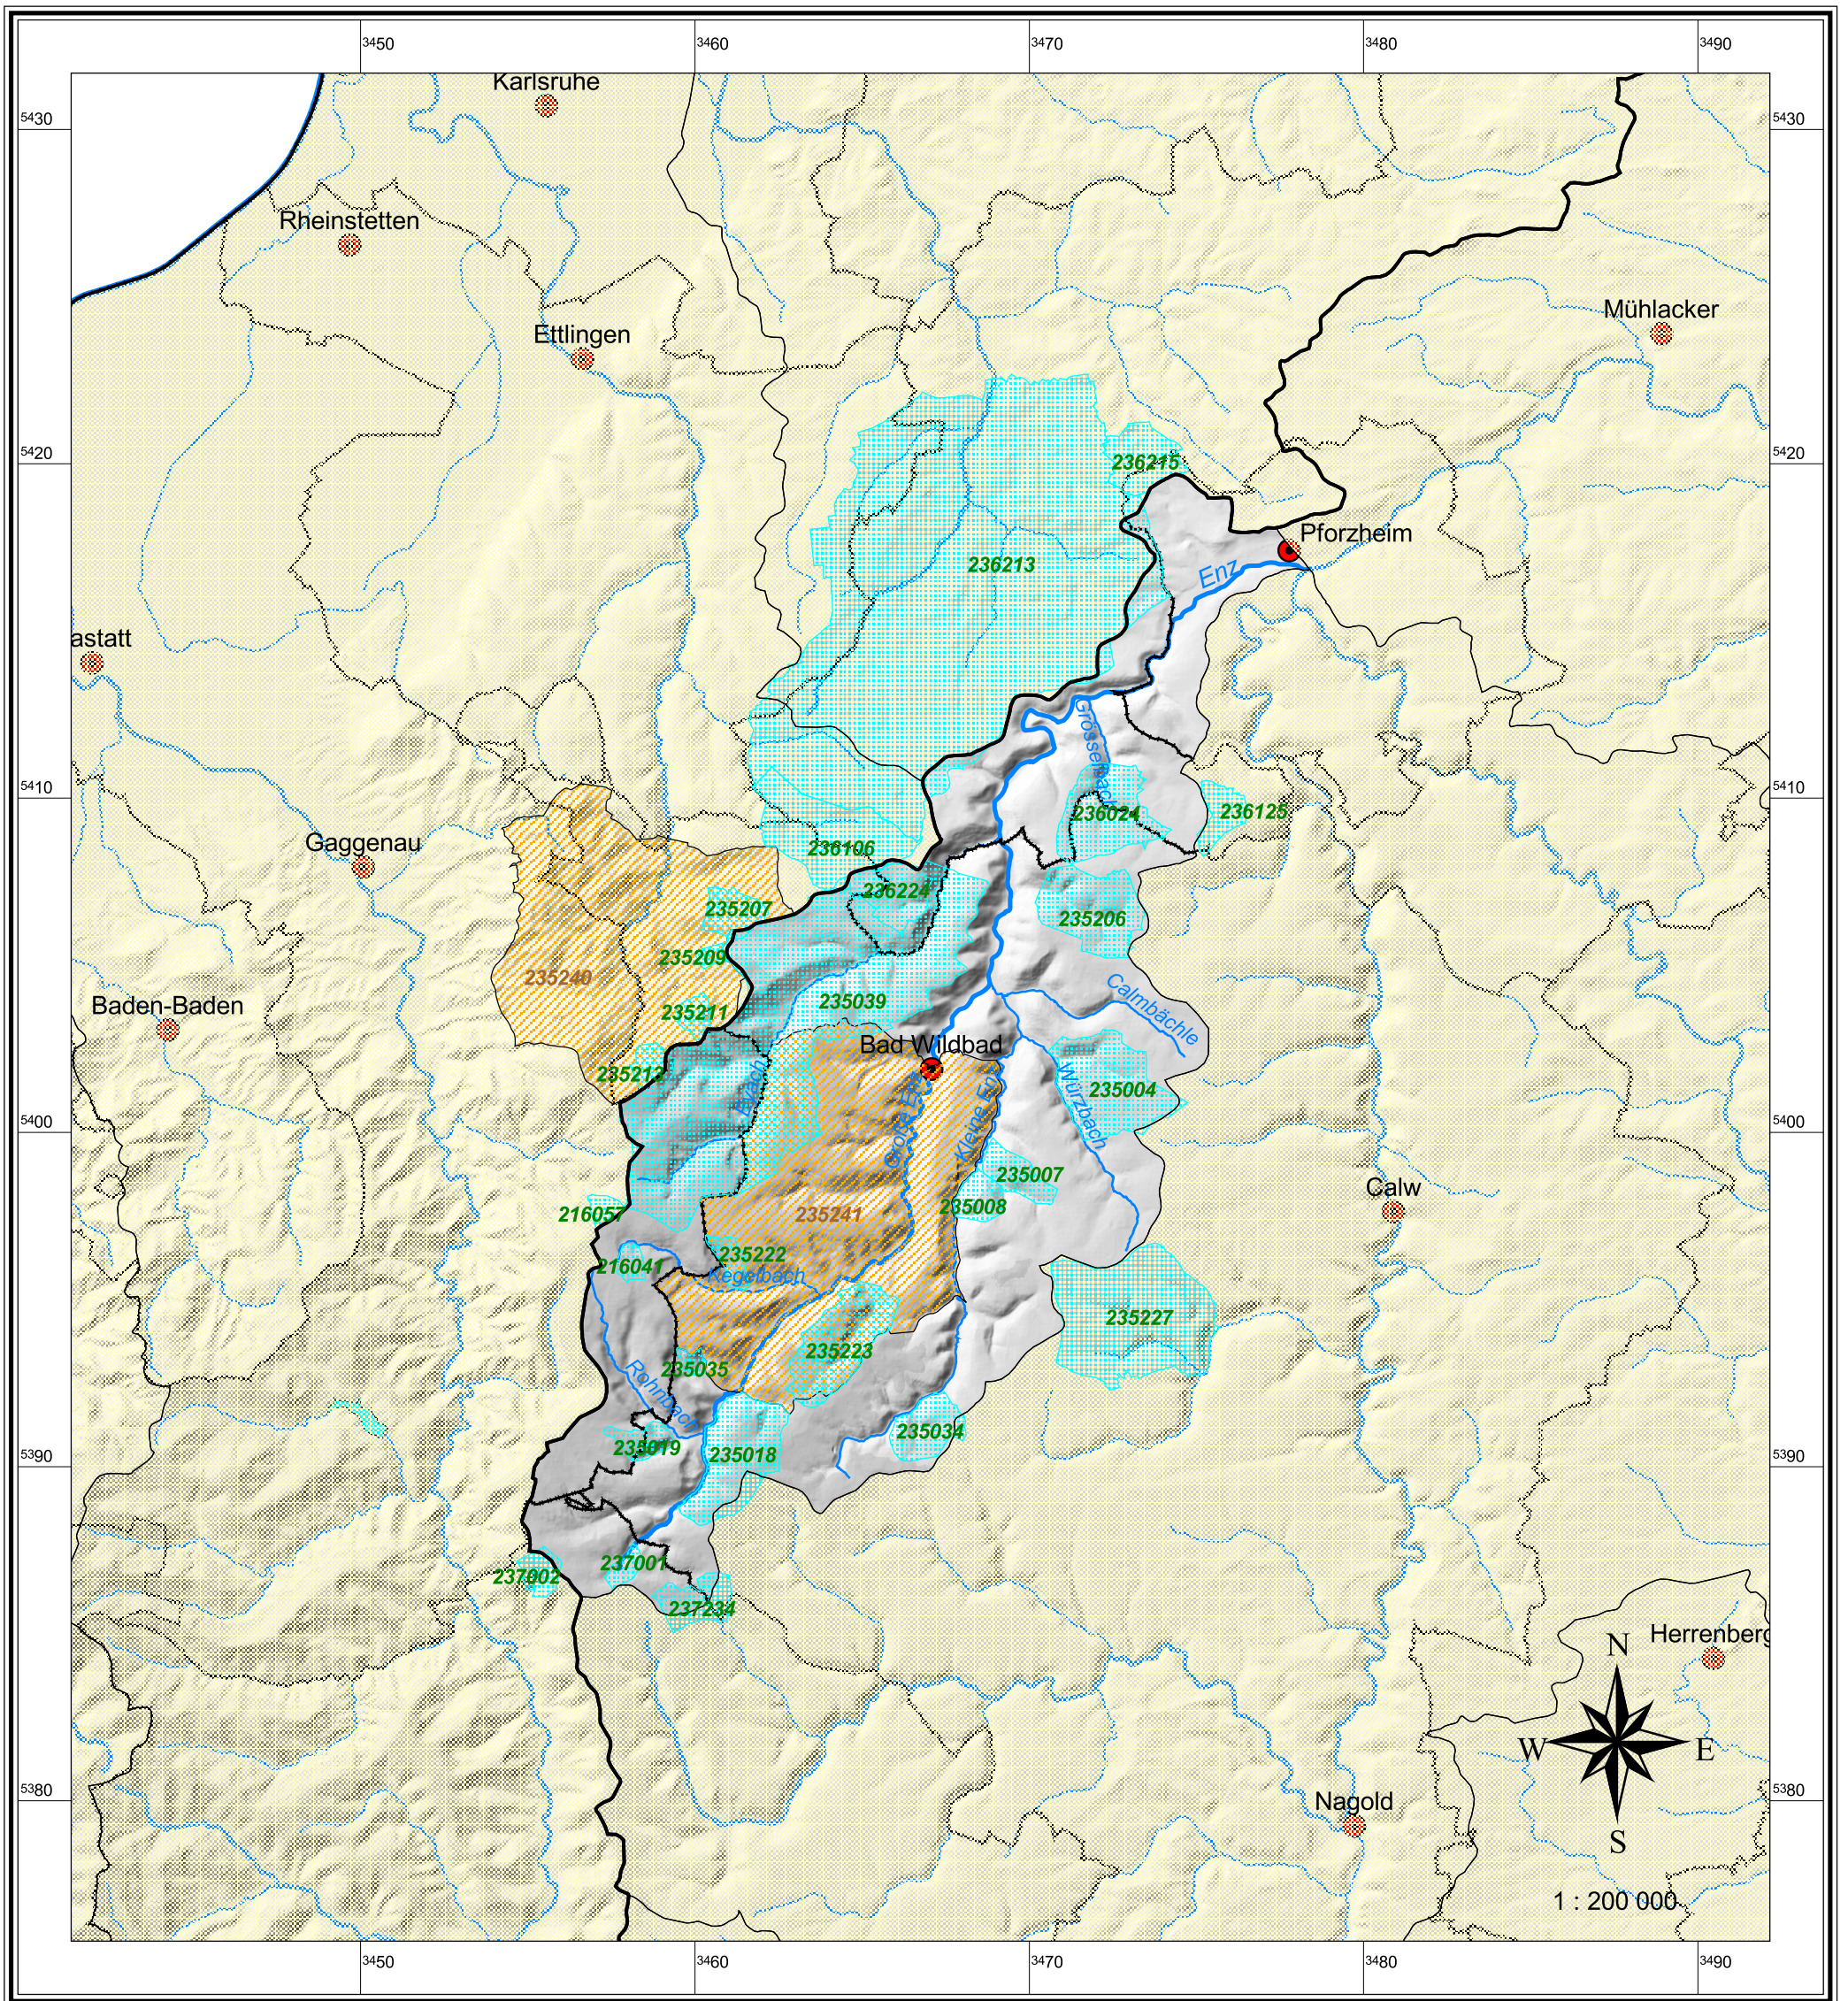 3450 3460 3470 3480 3490
Karlsruhe
5430 5430
Rheinstetten
Mühlacker
Ettlingen
5420 236215 5420
Pforzheim
236213
Enz
astatt
Grösselbach
5410 5410
236024 236125
Gaggenau
236106
236224
235207
235206
235209
235240
Calmbächle
235039
Baden-Baden
235211
Bad Wildbad
235212
Eyach
235004
Würzbach
5400 5400
Große Enz
Kleine Enz
235007
Calw
235008
216057
235241
235222
216041
Kegelbach
235227
235223
235035
Rohnbach
235034
235019
235018
5390 5390
237001
237002
237234
Herrenberg
N
W E
S
5380 5380
Nagold
1 : 200 000
3450 3460 3470 3480 3490